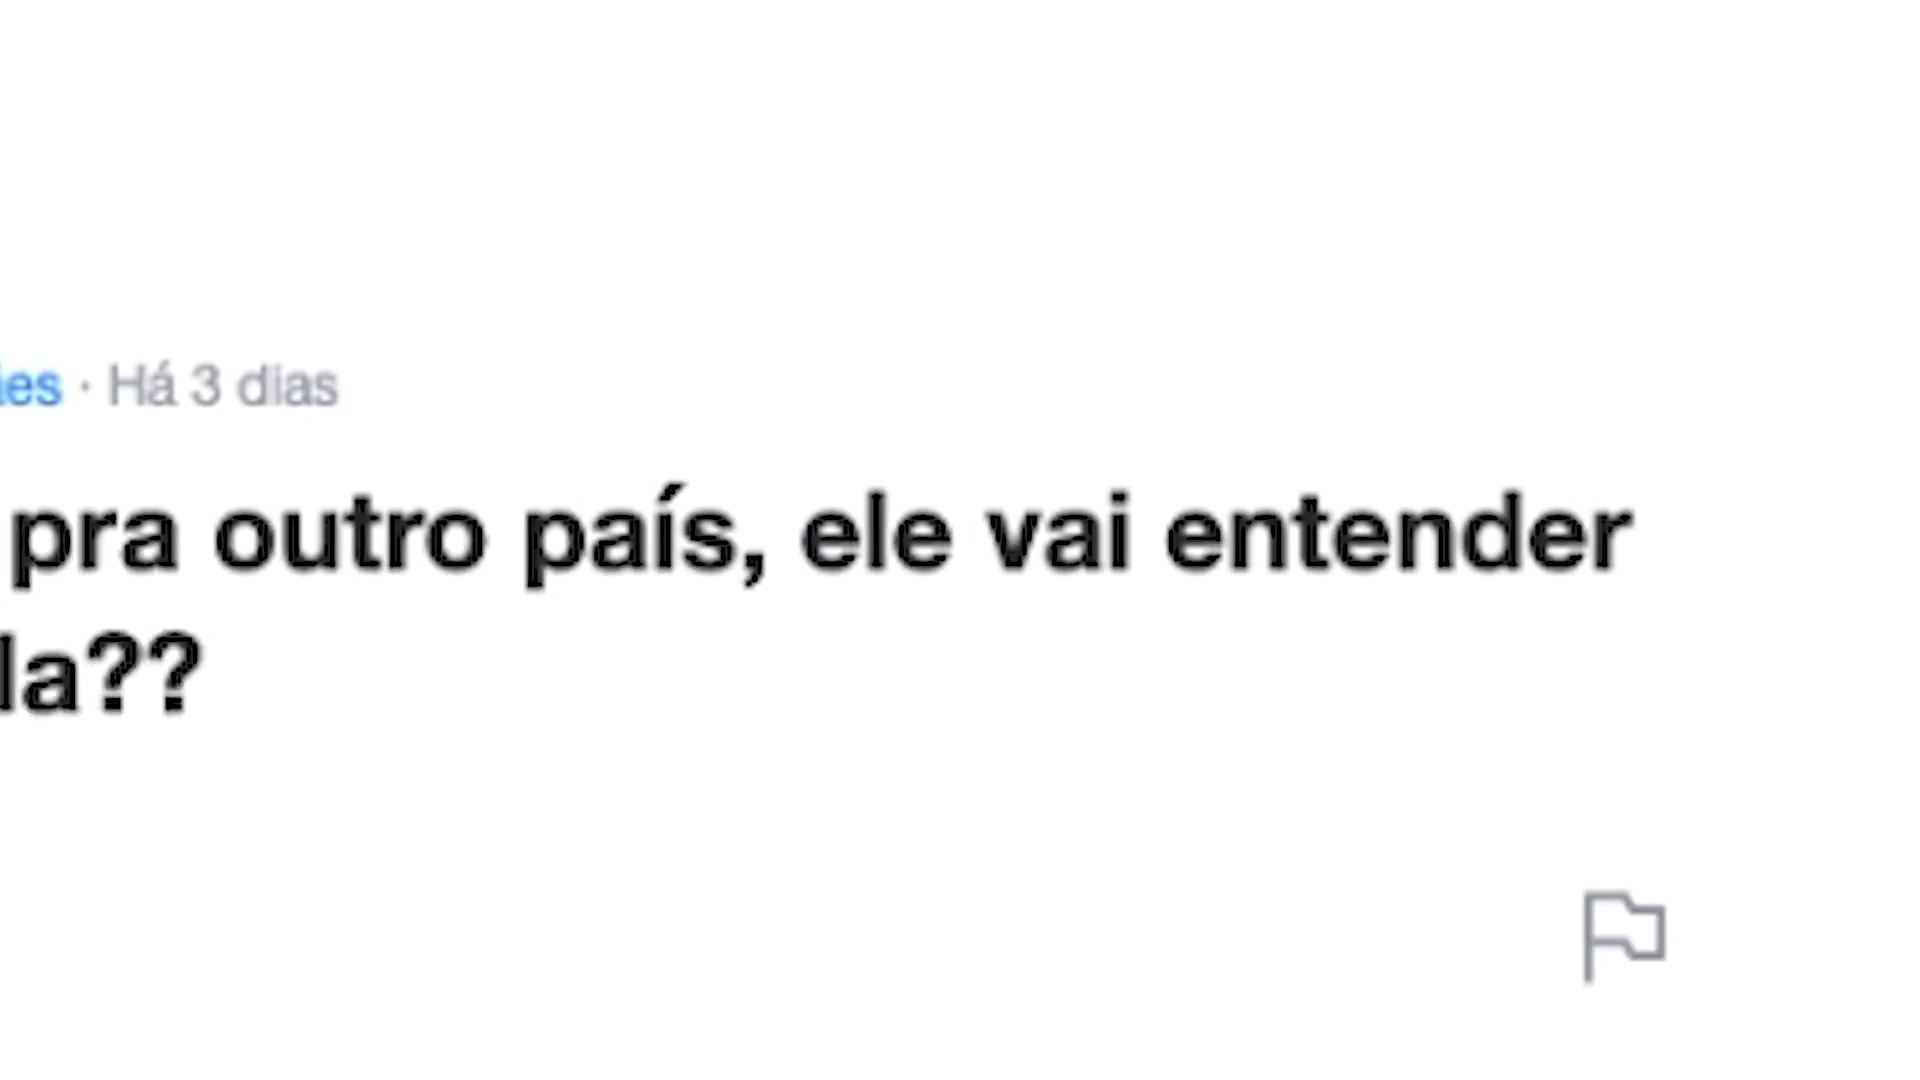 es · Há 3 dias
pra outro país, ele vai entender
la??